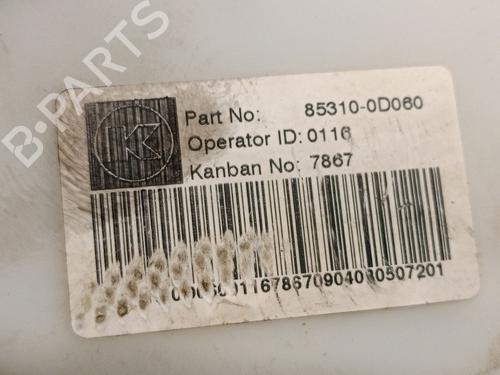 B-PARTS
K
Part No: 85310-0D060
Operator ID: 0116
Kanban No: 7867